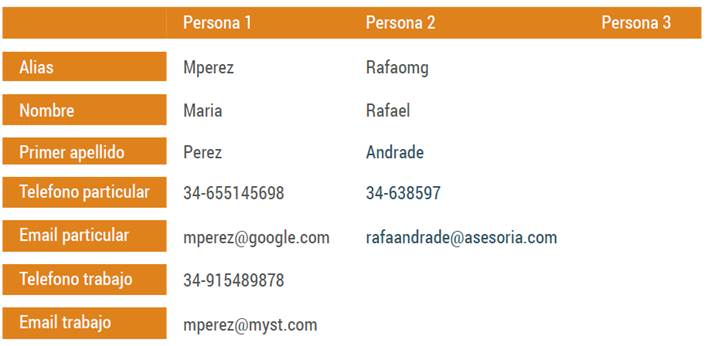 Persona 1 Persona 2 Persona 3
Alias Mperez Rafaomg
Nombre Maria Rafael
Primer apellido Perez Andrade
Telefono particular 34-655145698 34-638597
Email particular mperez@google.com rafaandrade@asesoria.com
Telefono trabajo 34-915489878
Email trabajo mperez@myst.com